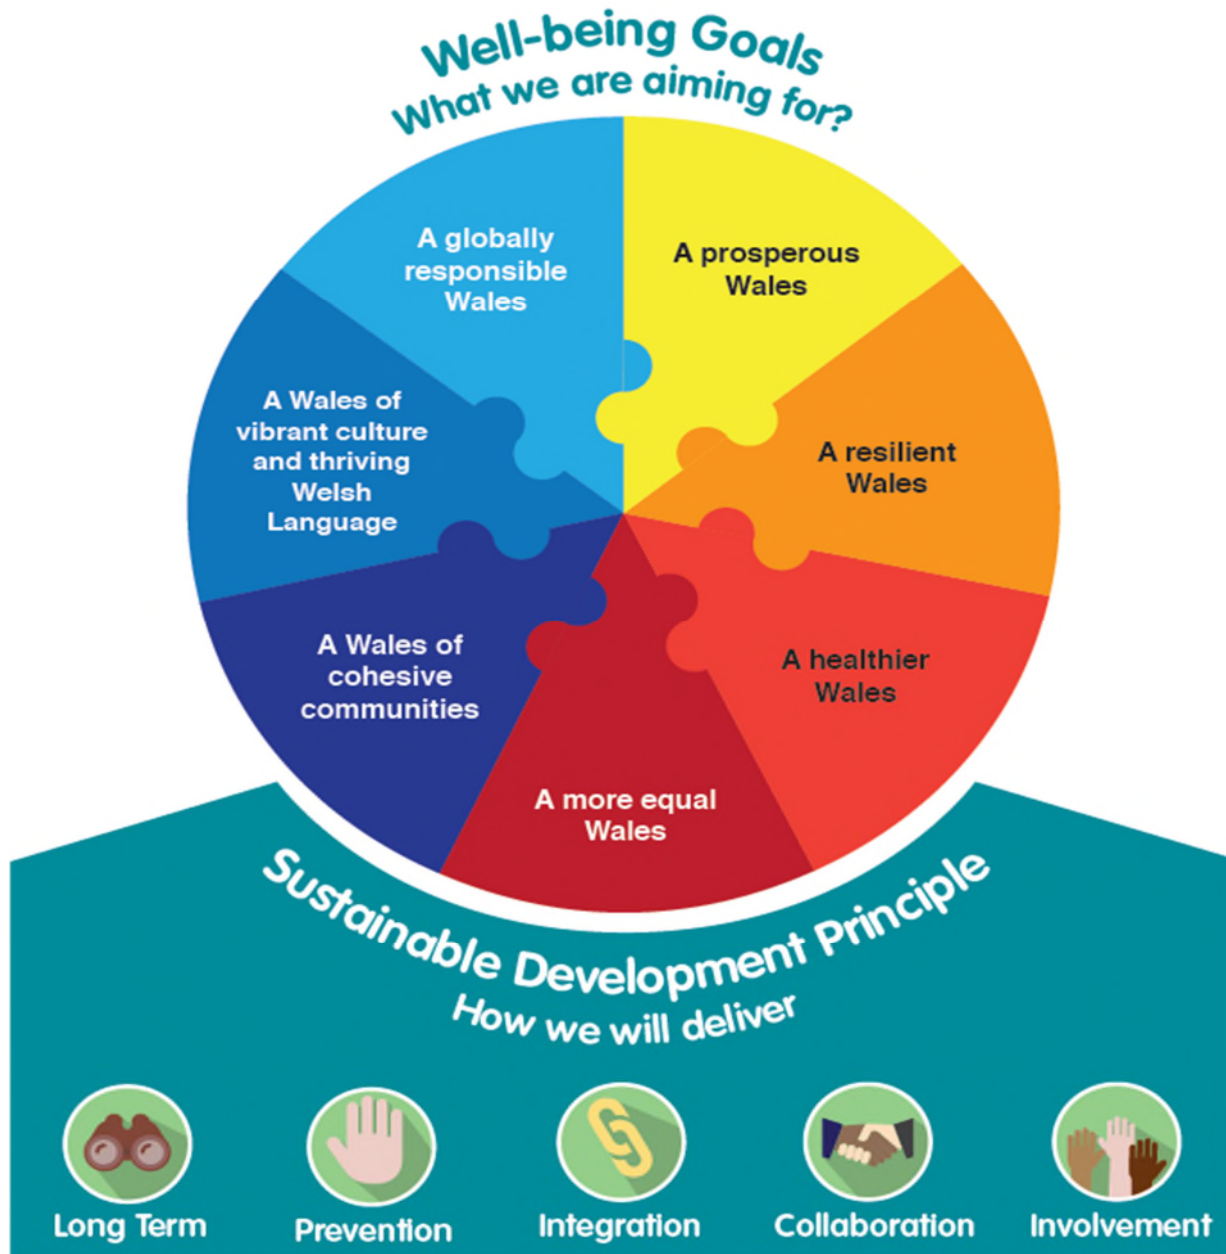 Well-being Goals
What we are aiming for?
A globally
responsible
Wales
A prosperous
Wales
A Wales of
vibrant culture
and thriving
Welsh
Language
A resilient
Wales
A Wales of
cohesive
communities
A healthier
Wales
A more equal
Wales
Sustainable Development Principle
How we will deliver
Long Term
Prevention
Integration
Collaboration
Involvement